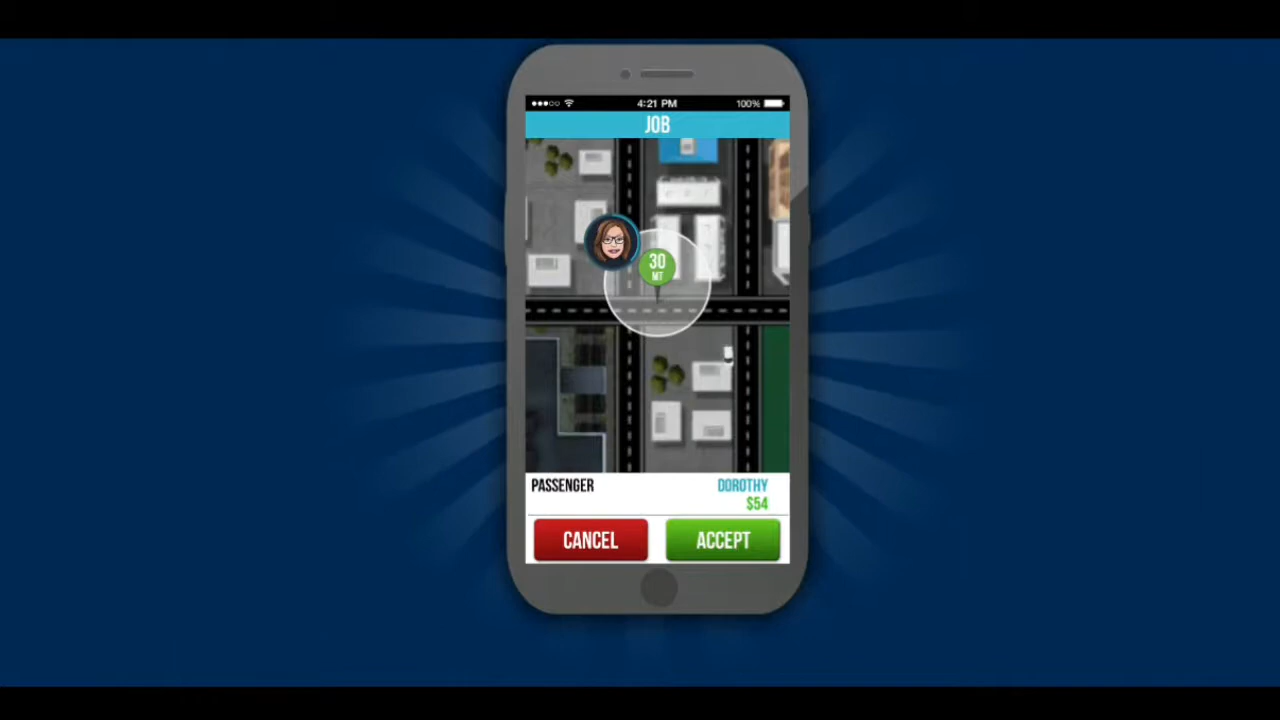 4:21 PM
100%
JOB
30
MT
PASSENGER
DOROTHY
$54
CANCEL
ACCEPT